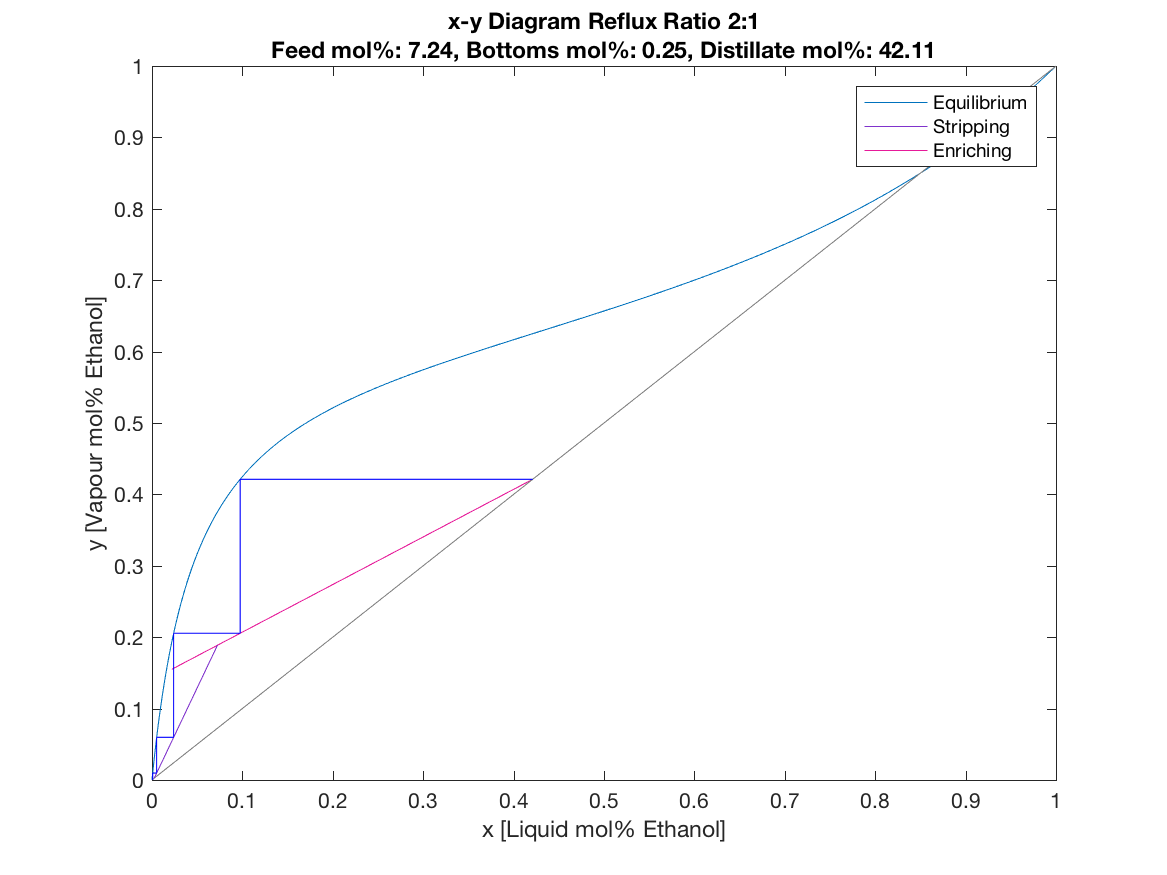 x-y Diagram Reflux Ratio 2:1
Feed mol%: 7.24, Bottoms mol%: 0.25, Distillate mol%: 42.11
Equilibrium
Stripping
Enriching
y [Vapour mol% Ethanol]
1
0.9
0.8
0.7
0.6
0.5
0.4
0.3
0.2
0.1
0
0 0.1 0.2 0.3 0.4 0.5 0.6 0.7 0.8 0.9 1
x [Liquid mol% Ethanol]